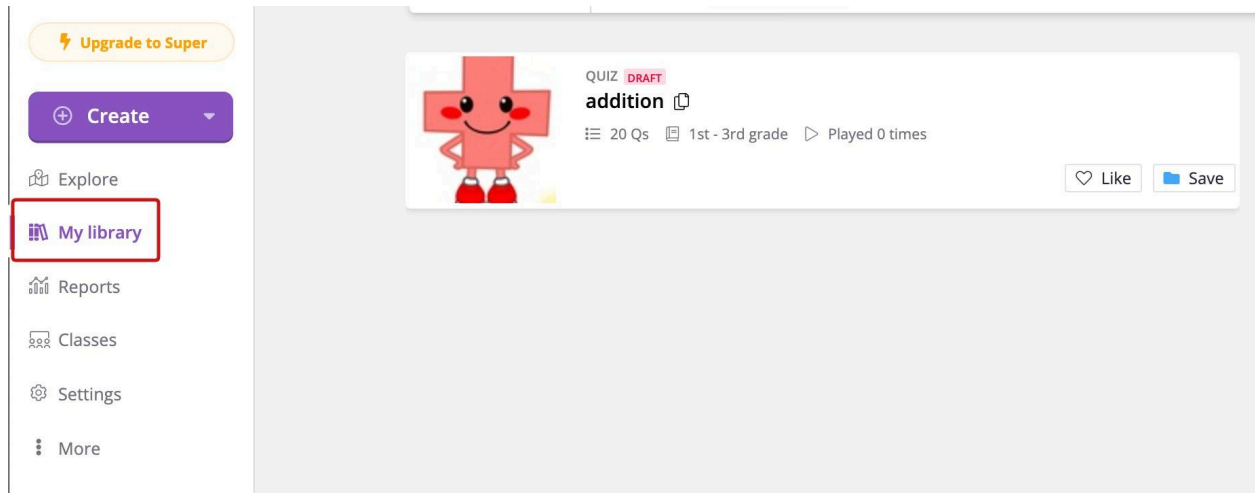 Upgrade to Super
Create
Explore
My library
Reports
Classes
Settings
More
QUIZ DRAFT
addition
20 Qs 1st - 3rd grade Played 0 times
Like Save